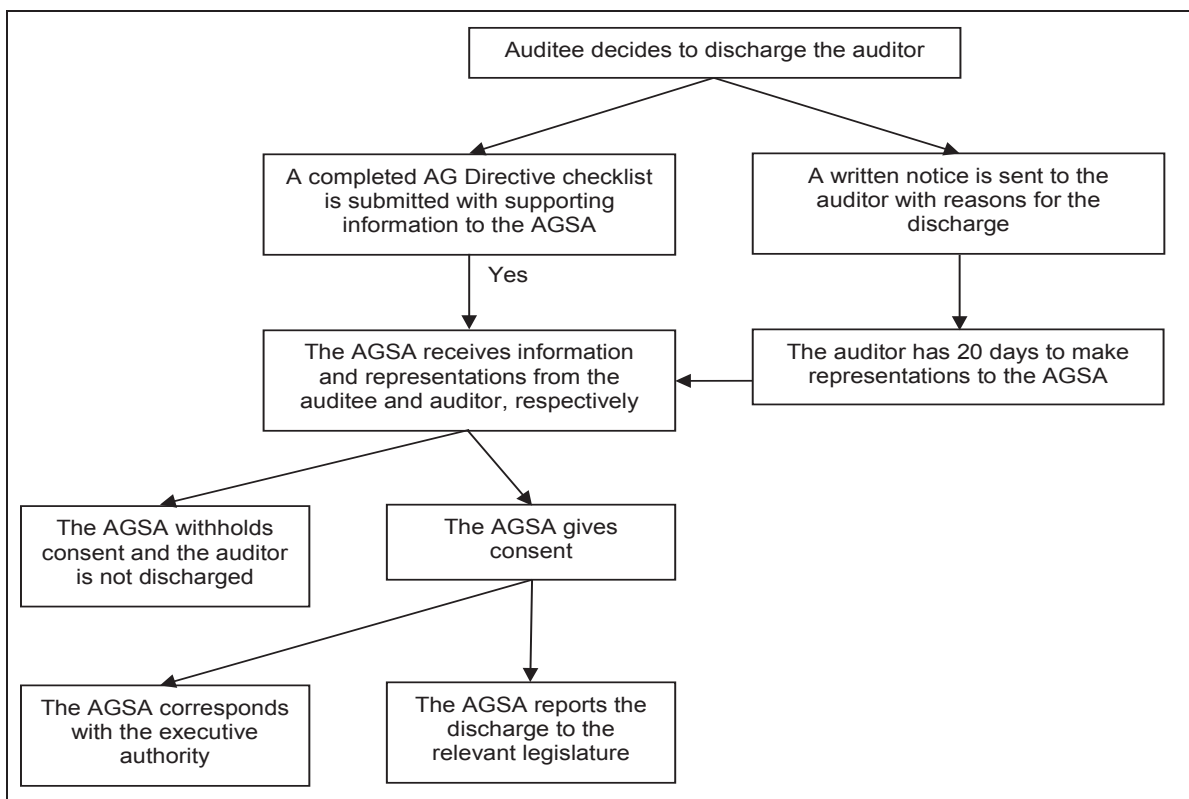 Auditee decides to discharge the auditor
A completed AG Directive checklist
is submitted with supporting
information to the AGSA
A written notice is sent to the
auditor with reasons for the
discharge
Yes
The AGSA receives information
and representations from the
auditee and auditor, respectively
The auditor has 20 days to make
representations to the AGSA
The AGSA withholds
consent and the auditor
is not discharged
The AGSA gives
consent
The AGSA corresponds
with the executive
authority
The AGSA reports the
discharge to the
relevant legislature